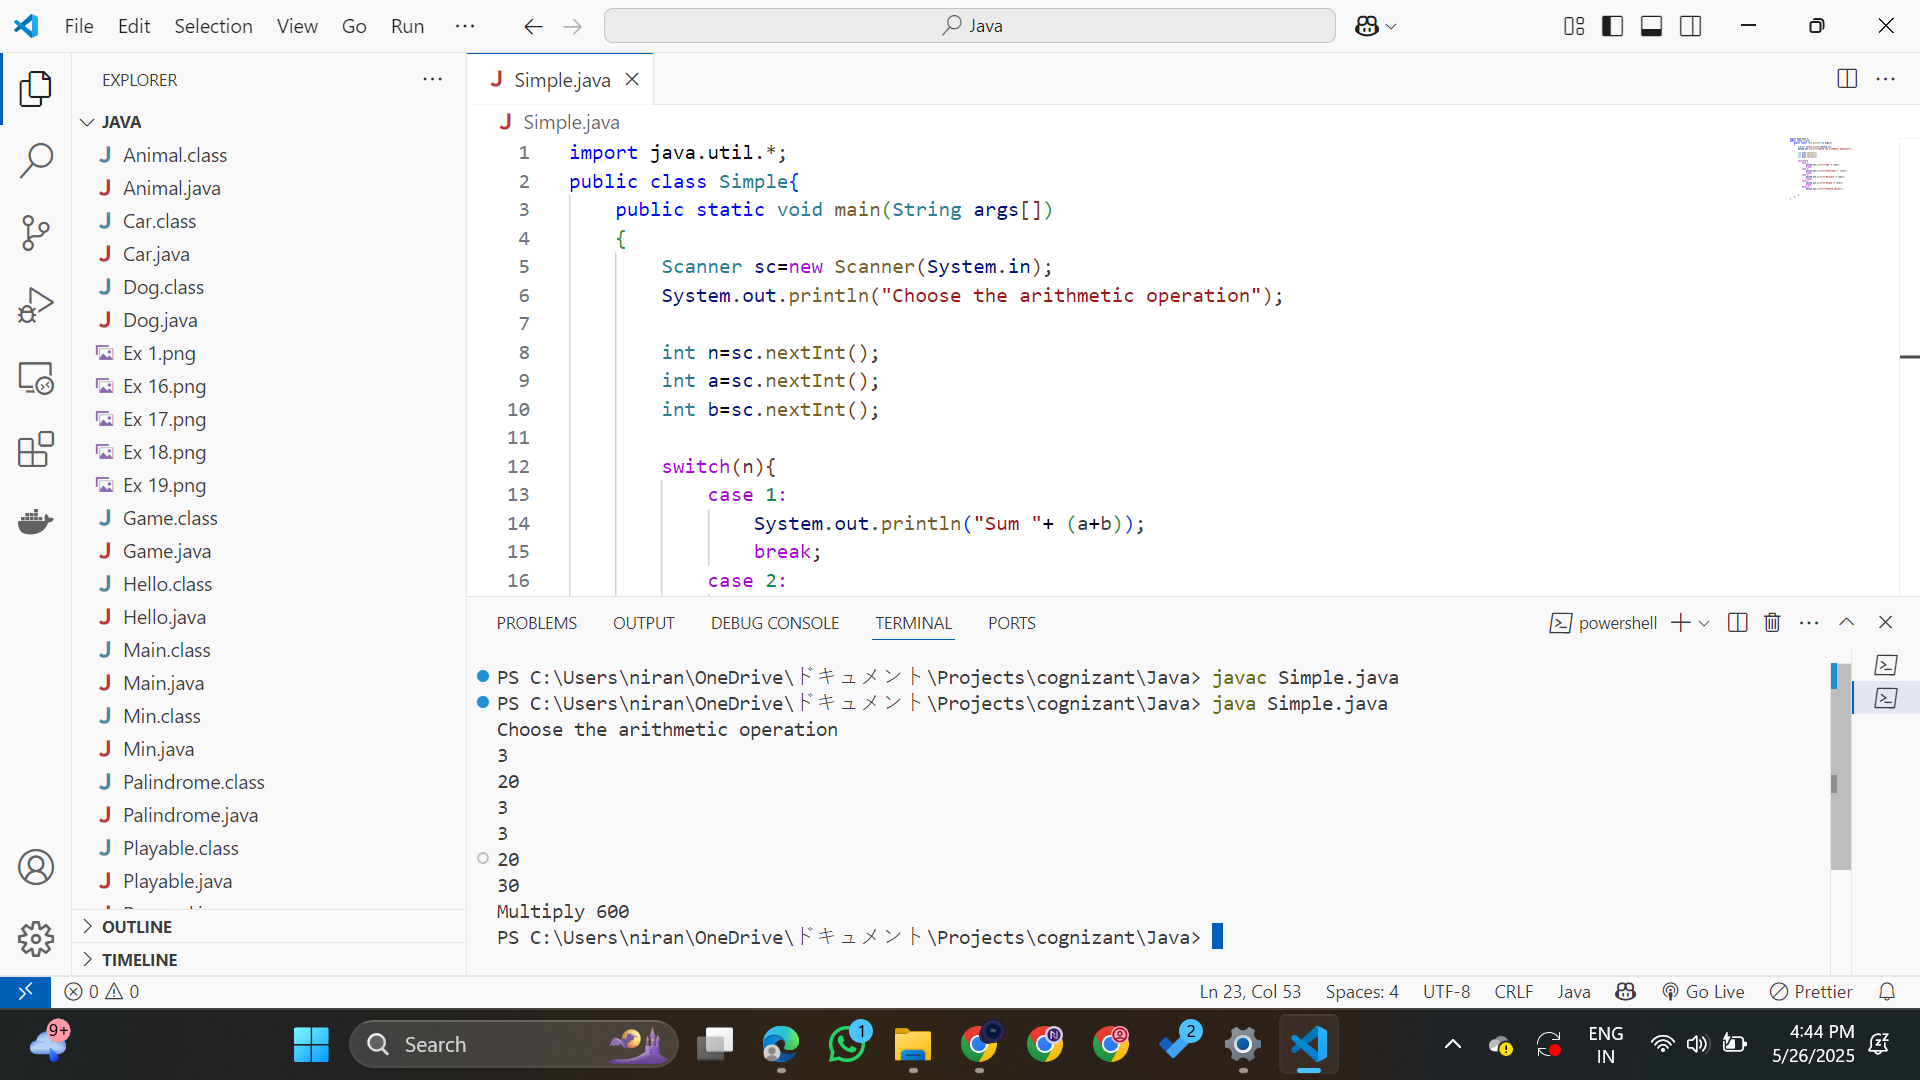 File Edit Selection View Go Run ... Java
EXPLORER
JAVA
Animal.class
Animal.java
Car.class
Car.java
Dog.class
Dog.java
Ex 1.png
Ex 16.png
Ex 17.png
Ex 18.png
Ex 19.png
Game.class
Game.java
Hello.class
Hello.java
Main.class
Main.java
Min.class
Min.java
Palindrome.class
Palindrome.java
Playable.class
Playable.java
OUTLINE
TIMELINE
Simple.java
Simple.java
1 import java.util.*;
2 public class Simple{
3 public static void main(String args[])
4 {
5 Scanner sc=new Scanner(System.in);
6 System.out.println("Choose the arithmetic operation");
7
8 int n=sc.nextInt();
9 int a=sc.nextInt();
10 int b=sc.nextInt();
11
12 switch(n){
13 case 1:
14 System.out.println("Sum "+ (a+b));
15 break;
16 case 2:
PROBLEMS OUTPUT DEBUG CONSOLE TERMINAL PORTS powershell
PS C:\Users\niran\OneDrive\ドキュメント\Projects\cognizant\Java> javac Simple.java
PS C:\Users\niran\OneDrive\ドキュメント\Projects\cognizant\Java> java Simple.java
Choose the arithmetic operation
3
20
3
3
20
30
Multiply 600
PS C:\Users\niran\OneDrive\ドキュメント\Projects\cognizant\Java>
0 0 Ln 23, Col 53 Spaces: 4 UTF-8 CRLF Java Go Live Prettier
9+ Search 1 2 ENG IN 4:44 PM 5/26/2025